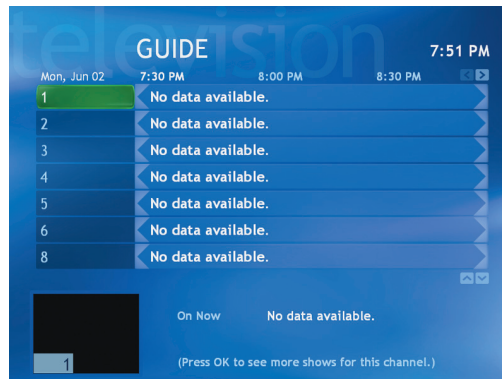 television
GUIDE
7:51 PM
Mon, Jun 02 7:30 PM 8:00 PM 8:30 PM
1 No data available.
2 No data available.
3 No data available.
4 No data available.
5 No data available.
6 No data available.
8 No data available.
On Now No data available.
1
(Press OK to see more shows for this channel.)